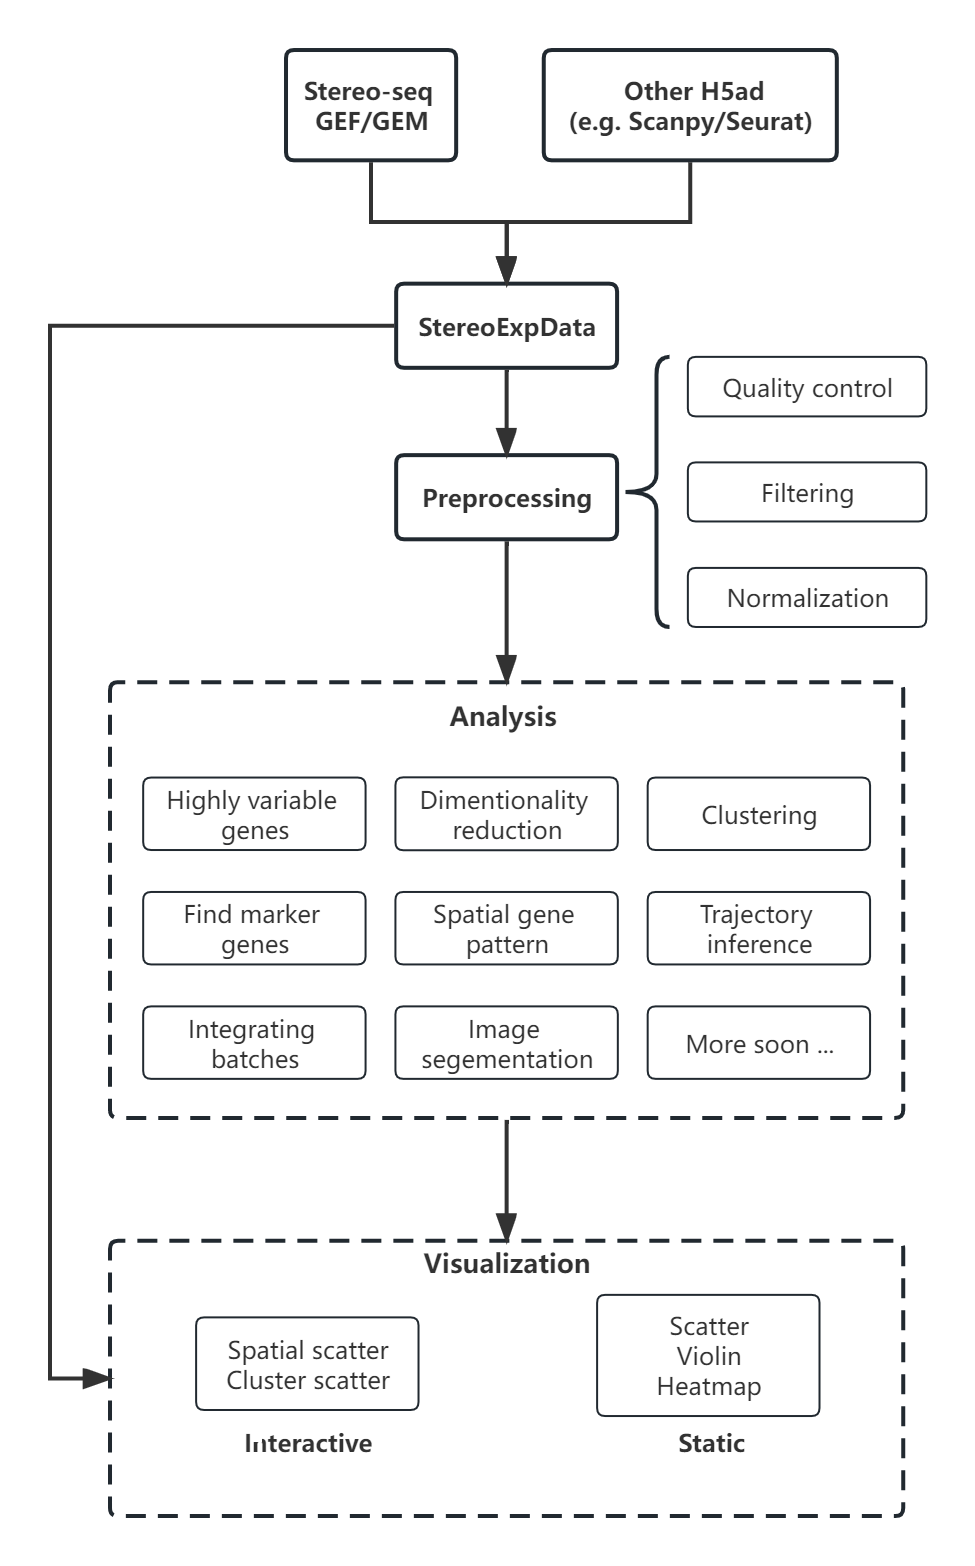 Stereo-seq
GEF/GEM
Other H5ad
(e.g. Scanpy/Seurat)
StereoExpData
Preprocessing
Quality control
Filtering
Normalization
Analysis
Highly variable
genes
Dimentionality
reduction
Clustering
Find marker
genes
Spatial gene
pattern
Trajectory
inference
Integrating
batches
Image
segementation
More soon ...
Visualization
Spatial scatter
Cluster scatter
Interactive
Scatter
Violin
Heatmap
Static